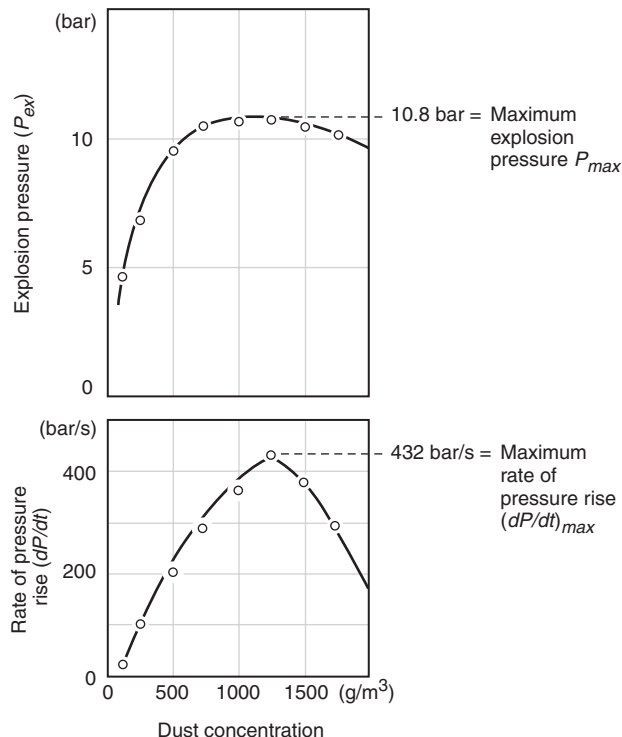 (bar)
Explosion pressure (Pex)
10
5
0
10.8 bar = Maximum
explosion
pressure Pmax
(bar/s)
Rate of pressure
rise (dP/dt)
400
200
0
432 bar/s = Maximum
rate of
pressure rise
(dP/dt)max
0 500 1000 1500 (g/m³)
Dust concentration